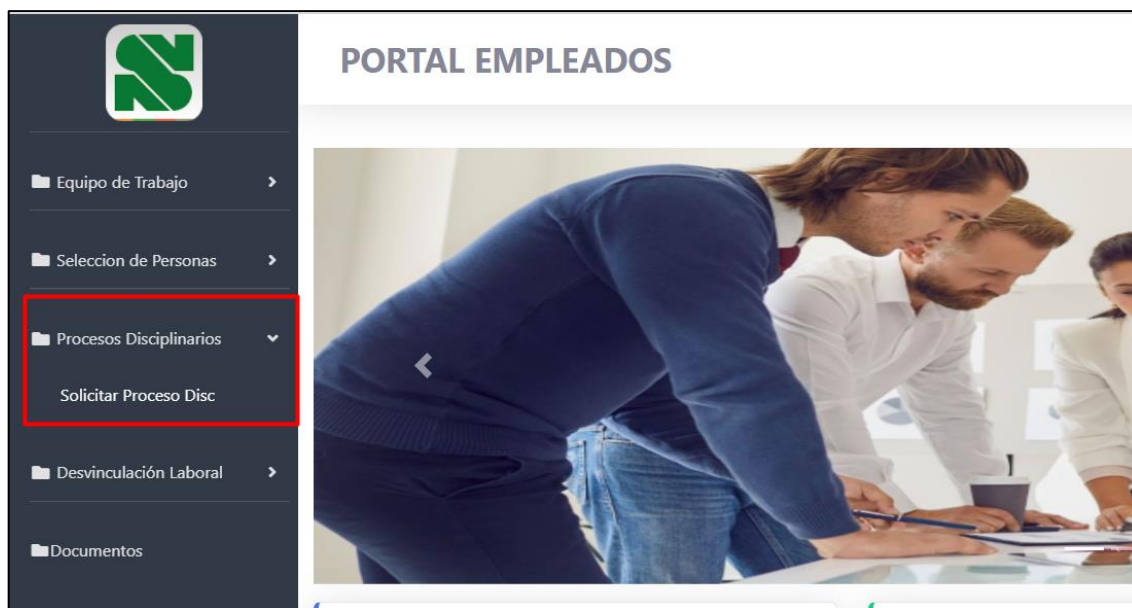 PORTAL EMPLEADOS
Equipo de Trabajo
Seleccion de Personas
Procesos Disciplinarios
Solicitar Proceso Disc
Desvinculación Laboral
Documentos